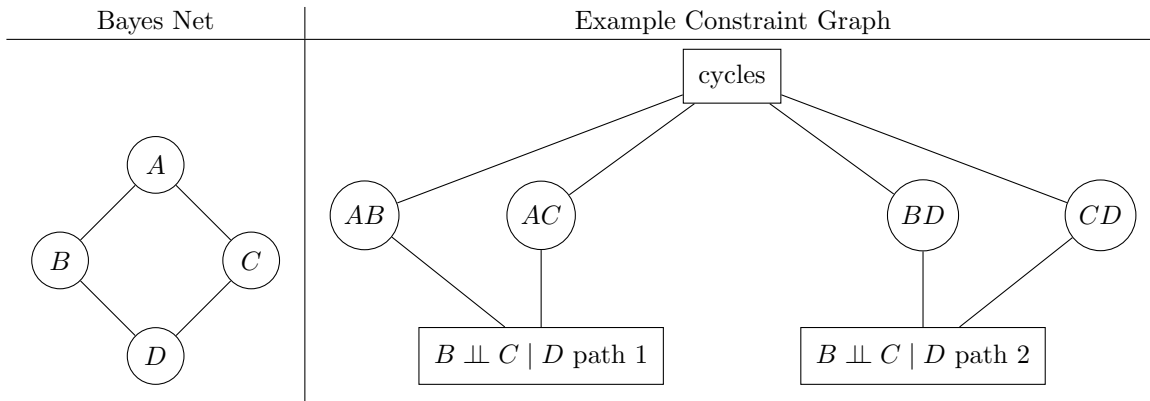 Bayes Net
Example Constraint Graph
cycles
A
AB
AC
BD
CD
B
C
D
B ⫫ C | D path 1
B ⫫ C | D path 2